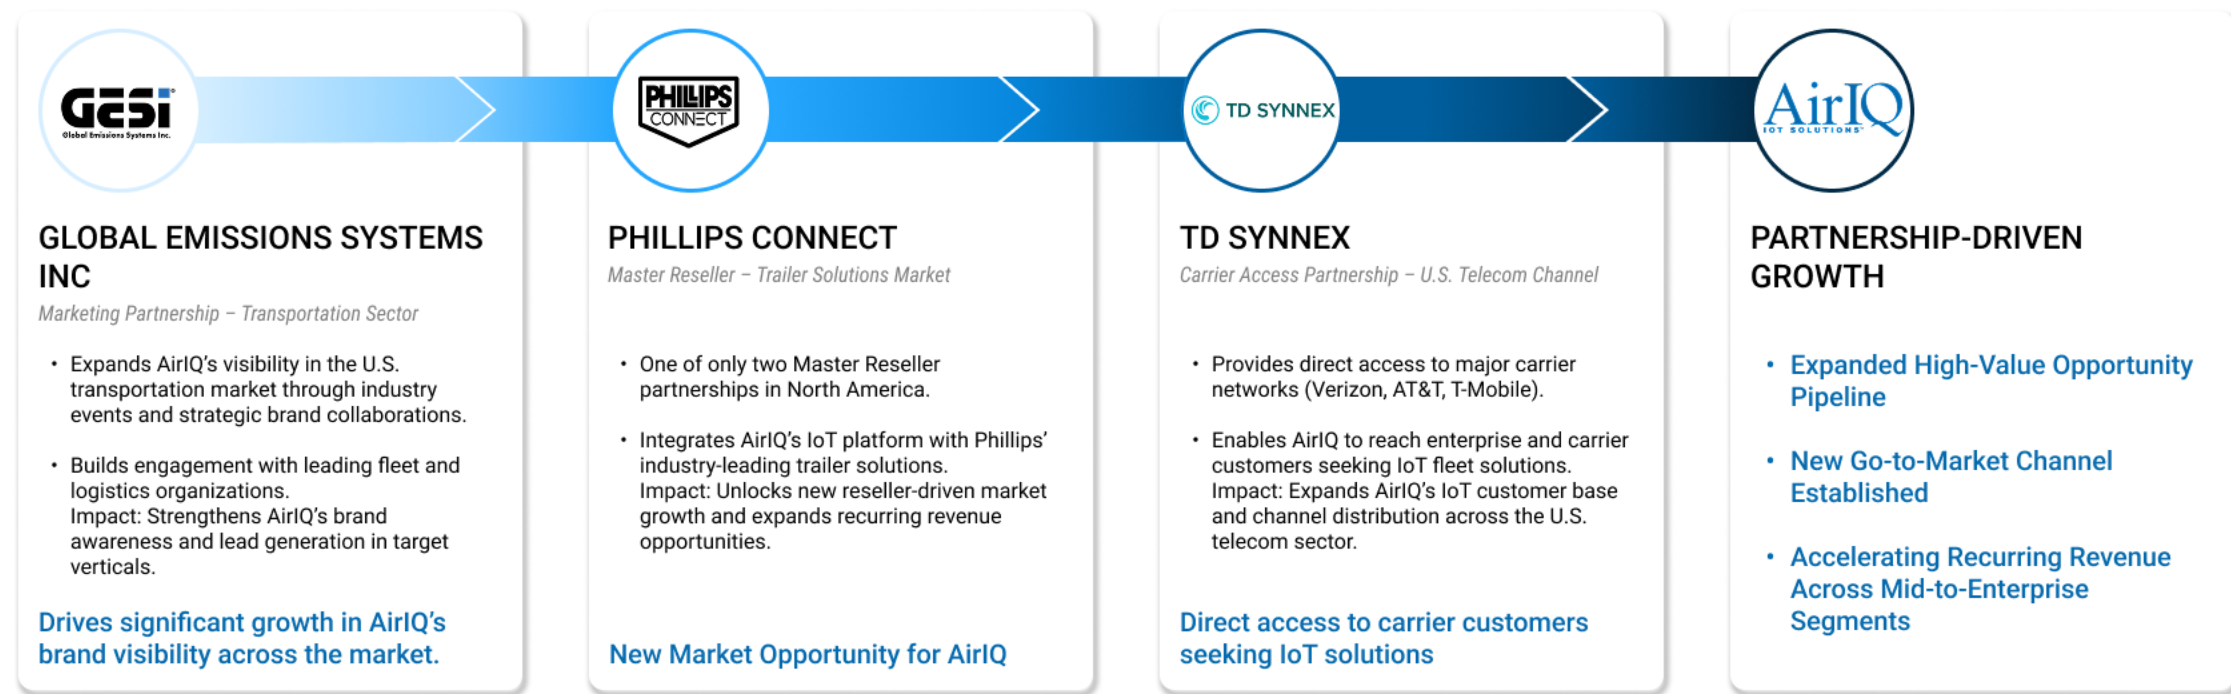 GESi®
Global Emissions Systems Inc.
PHILLIPS
CONNECT
TD SYNNEX
AirIQ
IOT SOLUTIONS™
GLOBAL EMISSIONS SYSTEMS
INC
Marketing Partnership – Transportation Sector
• Expands AirIQ’s visibility in the U.S.
transportation market through industry
events and strategic brand collaborations.
• Builds engagement with leading fleet and
logistics organizations.
Impact: Strengthens AirIQ’s brand
awareness and lead generation in target
verticals.
Drives significant growth in AirIQ’s
brand visibility across the market.
PHILLIPS CONNECT
Master Reseller – Trailer Solutions Market
• One of only two Master Reseller
partnerships in North America.
• Integrates AirIQ’s IoT platform with Phillips’
industry-leading trailer solutions.
Impact: Unlocks new reseller-driven market
growth and expands recurring revenue
opportunities.
New Market Opportunity for AirIQ
TD SYNNEX
Carrier Access Partnership – U.S. Telecom Channel
• Provides direct access to major carrier
networks (Verizon, AT&T, T-Mobile).
• Enables AirIQ to reach enterprise and carrier
customers seeking IoT fleet solutions.
Impact: Expands AirIQ’s IoT customer base
and channel distribution across the U.S.
telecom sector.
Direct access to carrier customers
seeking IoT solutions
PARTNERSHIP-DRIVEN
GROWTH
• Expanded High-Value Opportunity
Pipeline
• New Go-to-Market Channel
Established
• Accelerating Recurring Revenue
Across Mid-to-Enterprise
Segments